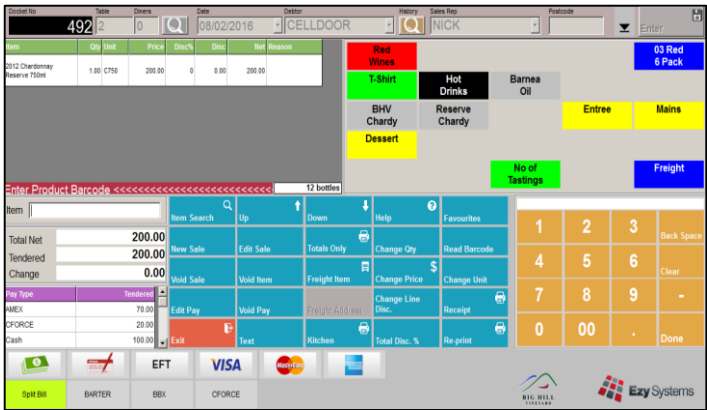 Docket No Table Diners Date Debtor History Sales Rep Postcode
492 2 0 08/02/2016 CELLDOOR NICK Enter
Item Qty Unit Price Disc% Disc Net Reason
2012 Chardonnay
Reserve 750ml 1.00 C750 200.00 0 0.00 200.00
Red
Wines
03 Red
6 Pack
T-Shirt
Hot
Drinks
Barnea
Oil
BHV
Chardy
Reserve
Chardy
Entree
Mains
Dessert
No of
Tastings
Freight
Enter Product Barcode <<<<<<<<<<<<<<<<<<<<<<<<<< 12 bottles
Item
Total Net 200.00
Tendered 200.00
Change 0.00
Pay Type Tendered
AMEX 70.00
CFORCE 20.00
Cash 100.00
Item Search Up Down Help Favourites
New Sale Edit Sale Totals Only Change Qty Read Barcode
Void Sale Void Item Freight Item Change Price $ Change Unit
Edit Pay Void Pay Freight Address Change Line
Disc. Receipt
Exit Text Kitchen Total Disc. % Re-print
1 2 3 Back Space
4 5 6 Clear
7 8 9 -
0 00 . Done
EFT VISA MasterCard
Split Bill BARTER BBX CFORCE
BIG HILL
VINEYARD
Ezy Systems